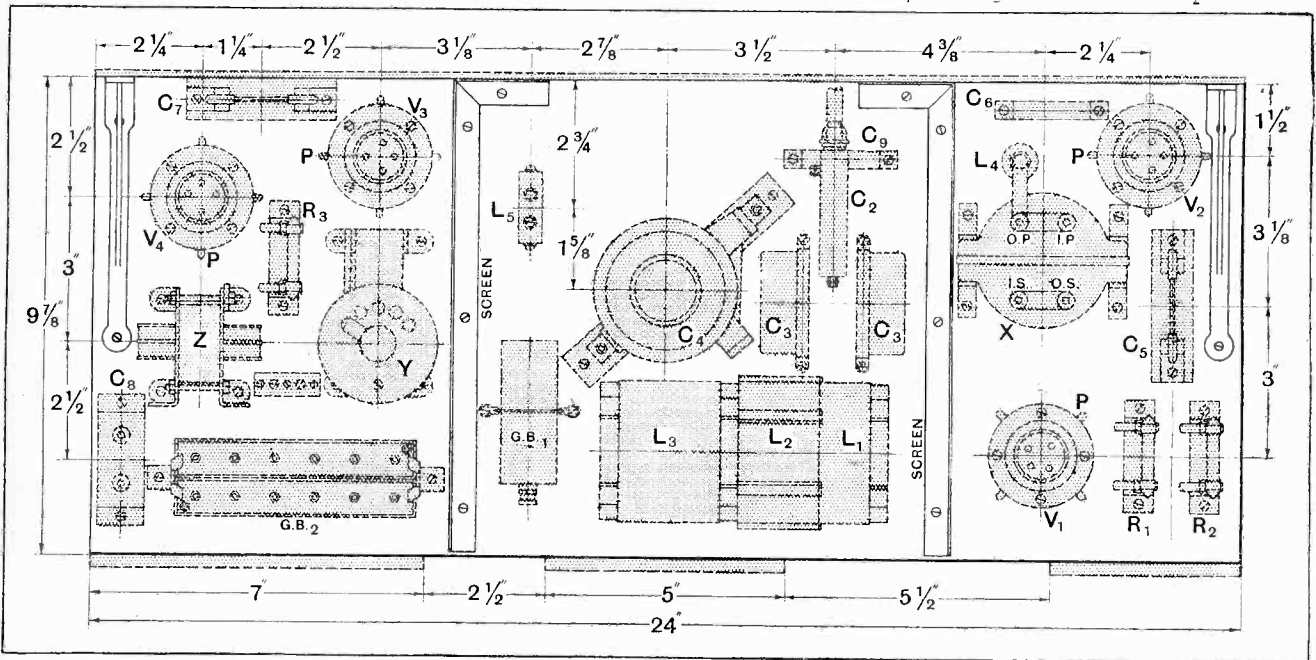 2 ¼" 1 ¼" 2 ½" 3 ⅛" 2 ⅞" 3 ½" 4 ⅜" 2 ¼"
C7
V3
C6
2 ½"
P
2 ¾"
C9
L4
P
1 ½"
R3
L5
C2
V2
V4
P
O.P. I.P.
3 ⅛"
3"
1 ⅝"
SCREEN
I.S. O.S.
9 ⅞"
Z
Y
C4
C3
C3
X
C5
C8
2 ½"
3"
P
G.B.1
L3
L2
L1
SCREEN
G.B.2
V1
R1
R2
7" 2 ½" 5" 5 ½"
24"